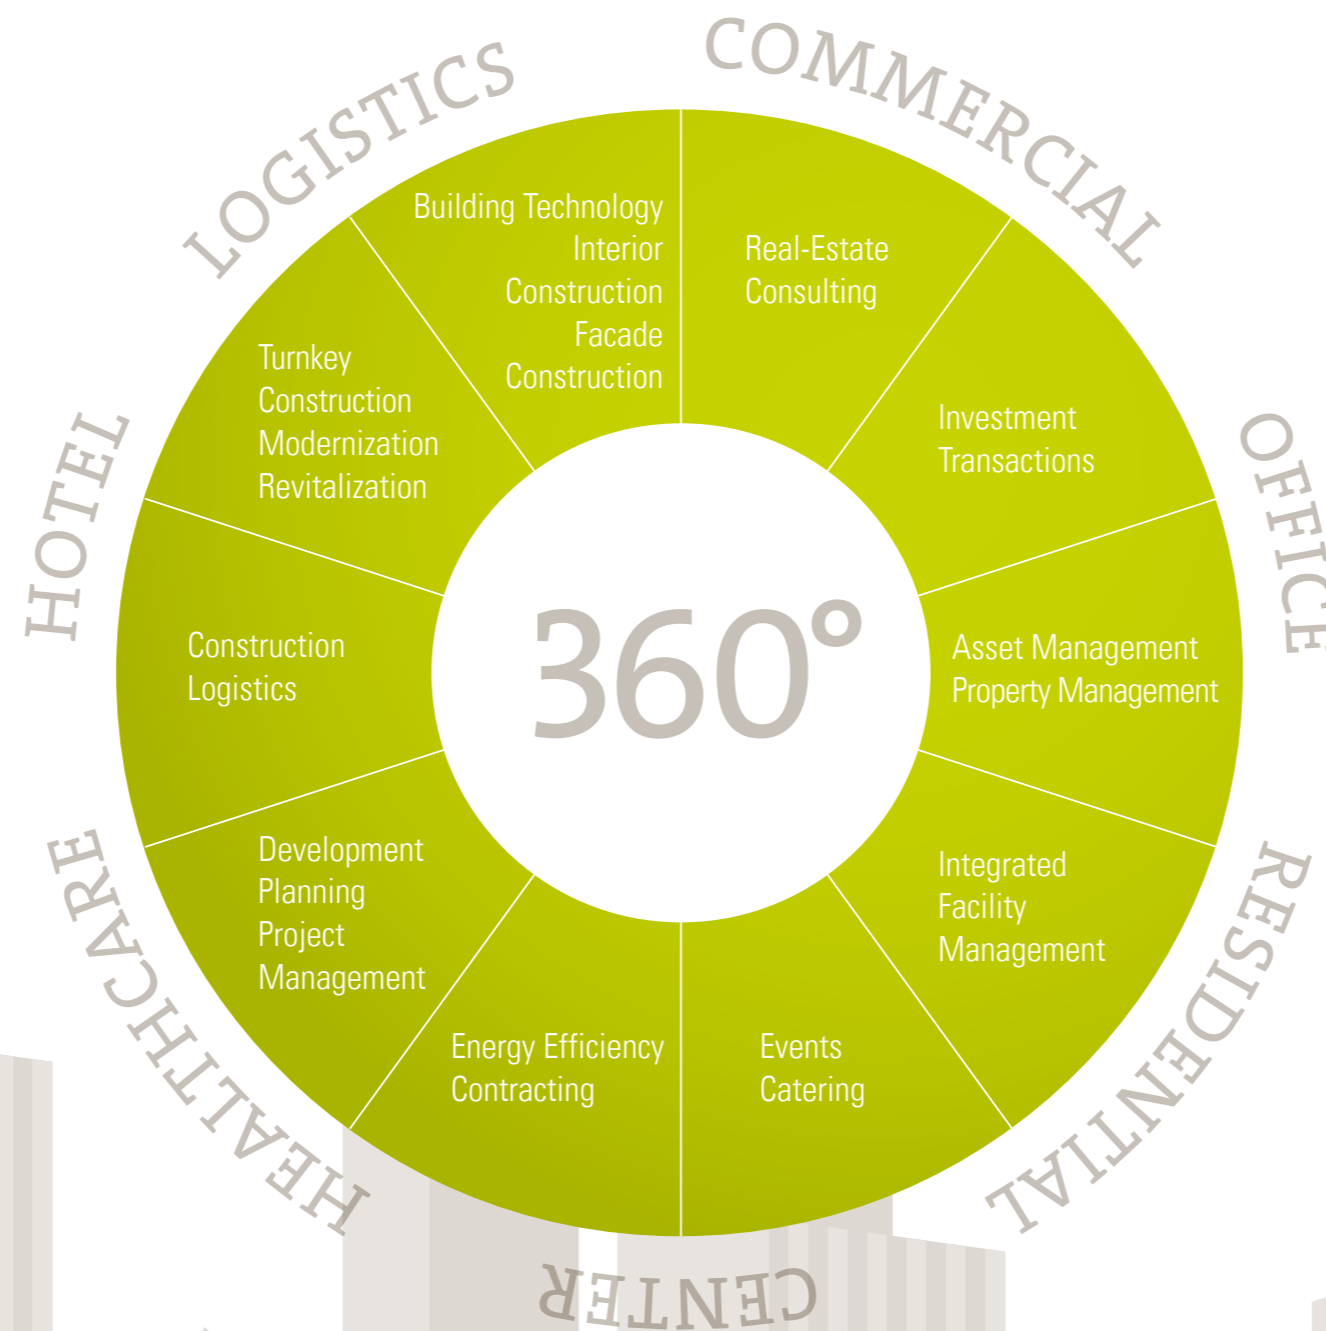 LOGISTICS
COMMERCIAL
OFFICE
RESIDENTIAL
CENTER
HEALTHCARE
HOTEL
Building Technology
Interior
Construction
Facade
Construction
Real-Estate
Consulting
Investment
Transactions
Asset Management
Property Management
Integrated
Facility
Management
Events
Catering
Energy Efficiency
Contracting
Development
Planning
Project
Management
Construction
Logistics
Turnkey
Construction
Modernization
Revitalization
360°